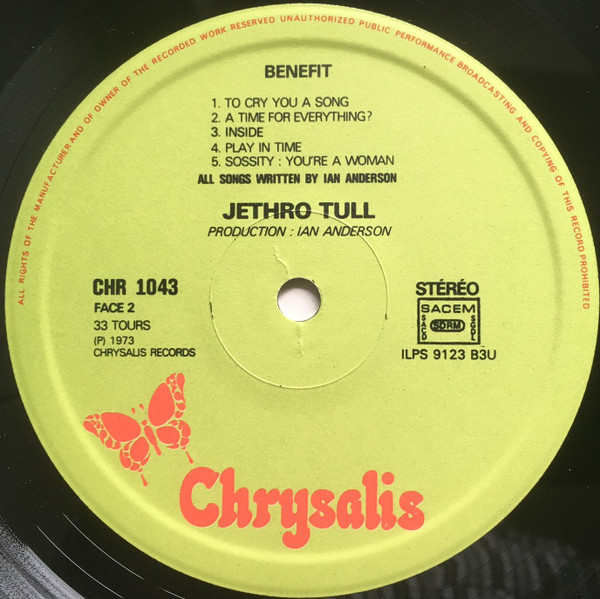 ALL RIGHTS OF THE MANUFACTURER AND OF OWNER OF THE RECORDED WORK RESERVED UNAUTHORIZED PUBLIC PERFORMANCE BROADCASTING AND COPYING OF THIS RECORD PROHIBITED
BENEFIT
1. TO CRY YOU A SONG
2. A TIME FOR EVERYTHING?
3. INSIDE
4. PLAY IN TIME
5. SOSSITY : YOU'RE A WOMAN
ALL SONGS WRITTEN BY IAN ANDERSON
JETHRO TULL
PRODUCTION : IAN ANDERSON
CHR 1043
FACE 2
33 TOURS
(P) 1973
CHRYSALIS RECORDS
STÉRÉO
SACEM
SACD SDRM SGDL
ILPS 9123 B3U
Chrysalis